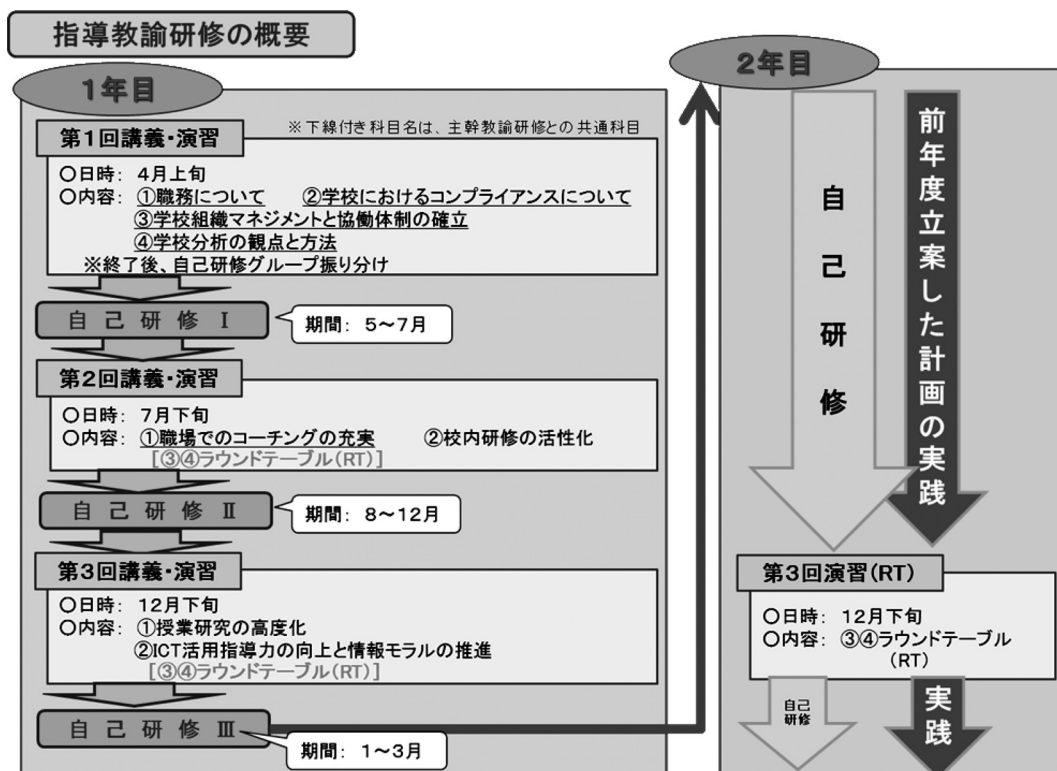 指導教諭研修の概要
1年目
※下線付き科目名は、主幹教諭研修との共通科目
第1回講義・演習
○日時: 4月上旬
○内容: ①職務について ②学校におけるコンプライアンスについて
③学校組織マネジメントと協働体制の確立
④学校分析の観点と方法
※終了後、自己研修グループ振り分け
自己研修 Ⅰ
期間: 5~7月
第2回講義・演習
○日時: 7月下旬
○内容: ①職場でのコーチングの充実 ②校内研修の活性化
[③④ラウンドテーブル(RT)]
自己研修 Ⅱ
期間: 8~12月
第3回講義・演習
○日時: 12月下旬
○内容: ①授業研究の高度化
②ICT活用指導力の向上と情報モラルの推進
[③④ラウンドテーブル(RT)]
自己研修 Ⅲ
期間: 1~3月
2年目
自己研修
前年度立案した計画の実践
第3回演習(RT)
○日時: 12月下旬
○内容: ③④ラウンドテーブル
(RT)
自己
研修
実践